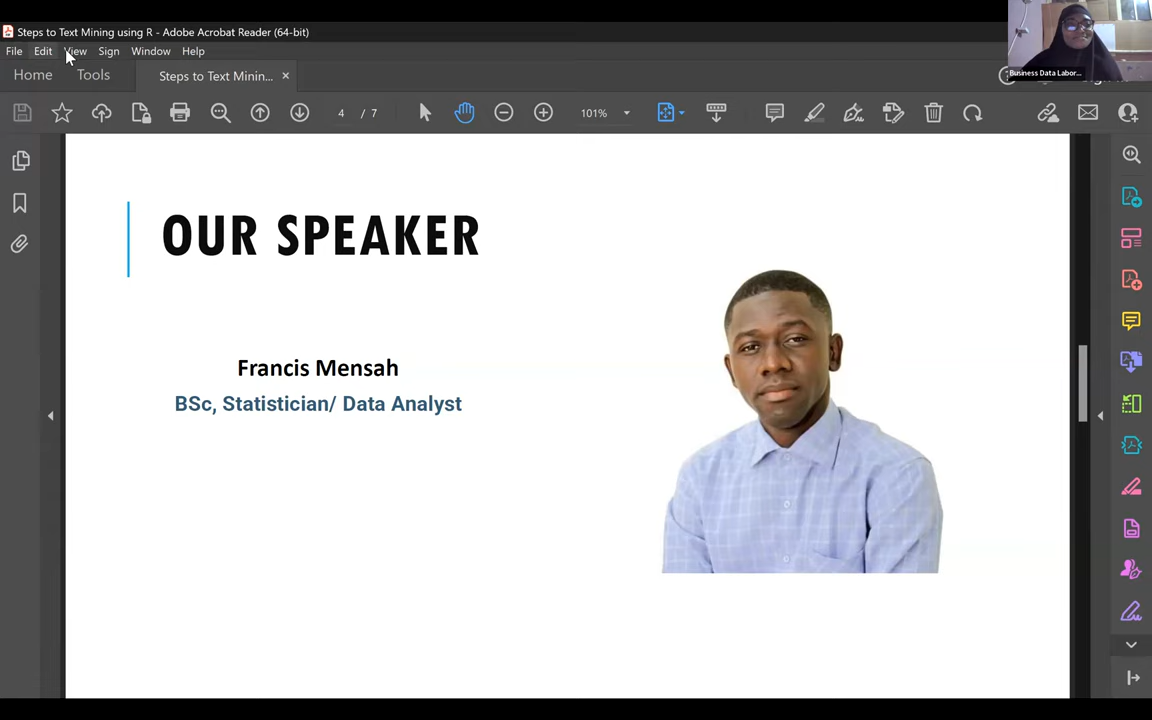 Steps to Text Mining using R - Adobe Acrobat Reader (64-bit)
File Edit View Sign Window Help
Home Tools Steps to Text Minin... ×
4 / 7 101%
Business Data Labor...
OUR SPEAKER
Francis Mensah
BSc, Statistician/ Data Analyst